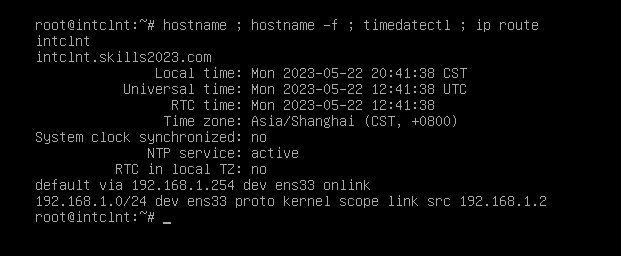 root@intclnt:~# hostname ; hostname -f ; timedatectl ; ip route
intclnt
intclnt.skills2023.com
               Local time: Mon 2023-05-22 20:41:38 CST
           Universal time: Mon 2023-05-22 12:41:38 UTC
                 RTC time: Mon 2023-05-22 12:41:38
                Time zone: Asia/Shanghai (CST, +0800)
System clock synchronized: no
              NTP service: active
          RTC in local TZ: no
default via 192.168.1.254 dev ens33 onlink
192.168.1.0/24 dev ens33 proto kernel scope link src 192.168.1.2
root@intclnt:~# _